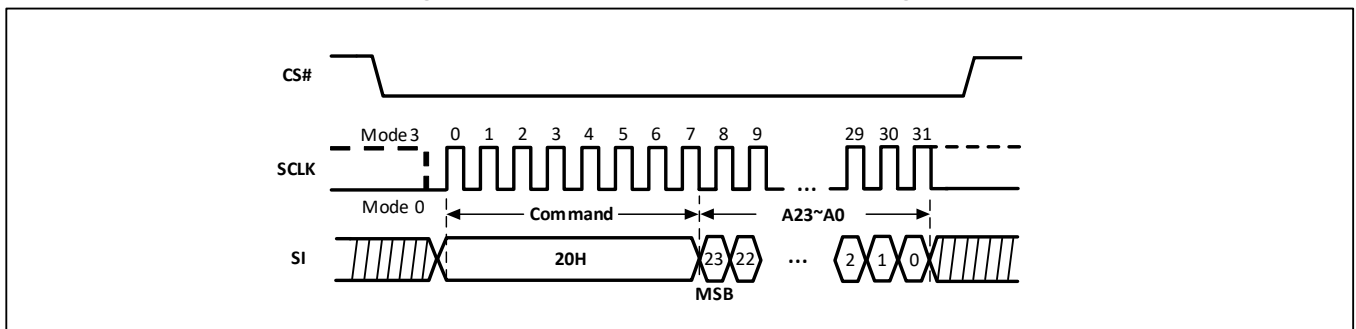 CS#
Mode 3 0 1 2 3 4 5 6 7 8 9 29 30 31
SCLK
...
Mode 0 Command A23~A0
SI 20H 23 22 ... 2 1 0
MSB